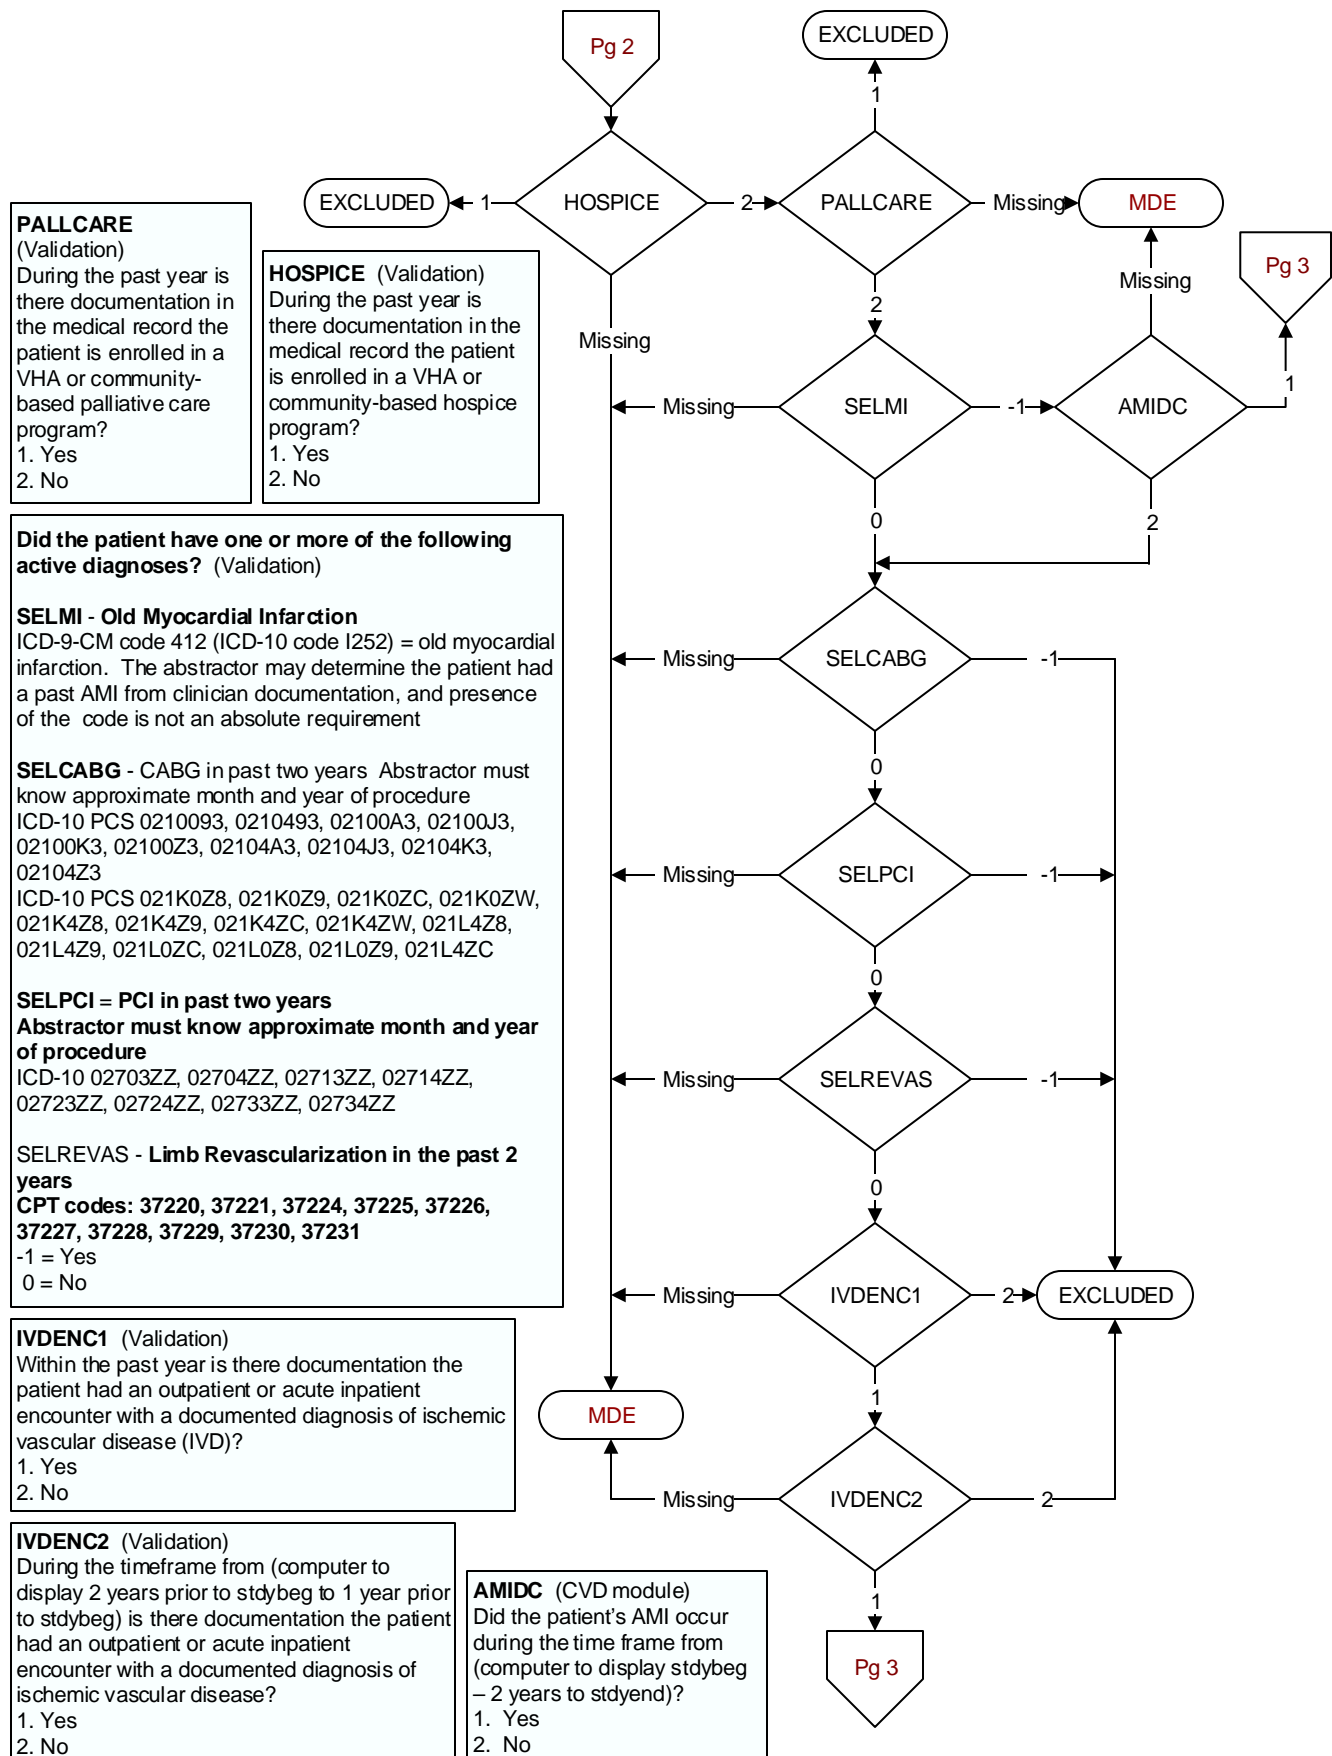 Pg 2
EXCLUDED
1
HOSPICE
EXCLUDED
1
2
PALLCARE
Missing
MDE
Pg 3
Missing
2
Missing
SELMI
Missing
-1
AMIDC
1
0
2
SELCABG
Missing
-1
0
SELPCI
Missing
-1
0
SELREVAS
Missing
-1
0
IVDENC1
Missing
2
EXCLUDED
1
MDE
IVDENC2
Missing
2
1
Pg 3
PALLCARE
(Validation)
During the past year is
there documentation in
the medical record the
patient is enrolled in a
VHA or community-
based palliative care
program?
1. Yes
2. No
HOSPICE (Validation)
During the past year is
there documentation in the
medical record the patient
is enrolled in a VHA or
community-based hospice
program?
1. Yes
2. No
Did the patient have one or more of the following
active diagnoses? (Validation)
SELMI - Old Myocardial Infarction
ICD-9-CM code 412 (ICD-10 code I252) = old myocardial
infarction. The abstractor may determine the patient had
a past AMI from clinician documentation, and presence
of the code is not an absolute requirement
SELCABG - CABG in past two years Abstractor must
know approximate month and year of procedure
ICD-10 PCS 0210093, 0210493, 02100A3, 02100J3,
02100K3, 02100Z3, 02104A3, 02104J3, 02104K3,
02104Z3
ICD-10 PCS 021K0Z8, 021K0Z9, 021K0ZC, 021K0ZW,
021K4Z8, 021K4Z9, 021K4ZC, 021K4ZW, 021L4Z8,
021L4Z9, 021L0ZC, 021L0Z8, 021L0Z9, 021L4ZC
SELPCI = PCI in past two years
Abstractor must know approximate month and year
of procedure
ICD-10 02703ZZ, 02704ZZ, 02713ZZ, 02714ZZ,
02723ZZ, 02724ZZ, 02733ZZ, 02734ZZ
SELREVAS - Limb Revascularization in the past 2
years
CPT codes: 37220, 37221, 37224, 37225, 37226,
37227, 37228, 37229, 37230, 37231
-1 = Yes
0 = No
IVDENC1 (Validation)
Within the past year is there documentation the
patient had an outpatient or acute inpatient
encounter with a documented diagnosis of ischemic
vascular disease (IVD)?
1. Yes
2. No
IVDENC2 (Validation)
During the timeframe from (computer to
display 2 years prior to stdybeg to 1 year prior
to stdybeg) is there documentation the patient
had an outpatient or acute inpatient
encounter with a documented diagnosis of
ischemic vascular disease?
1. Yes
2. No
AMIDC (CVD module)
Did the patient's AMI occur
during the time frame from
(computer to display stdybeg
– 2 years to stdyend)?
1. Yes
2. No